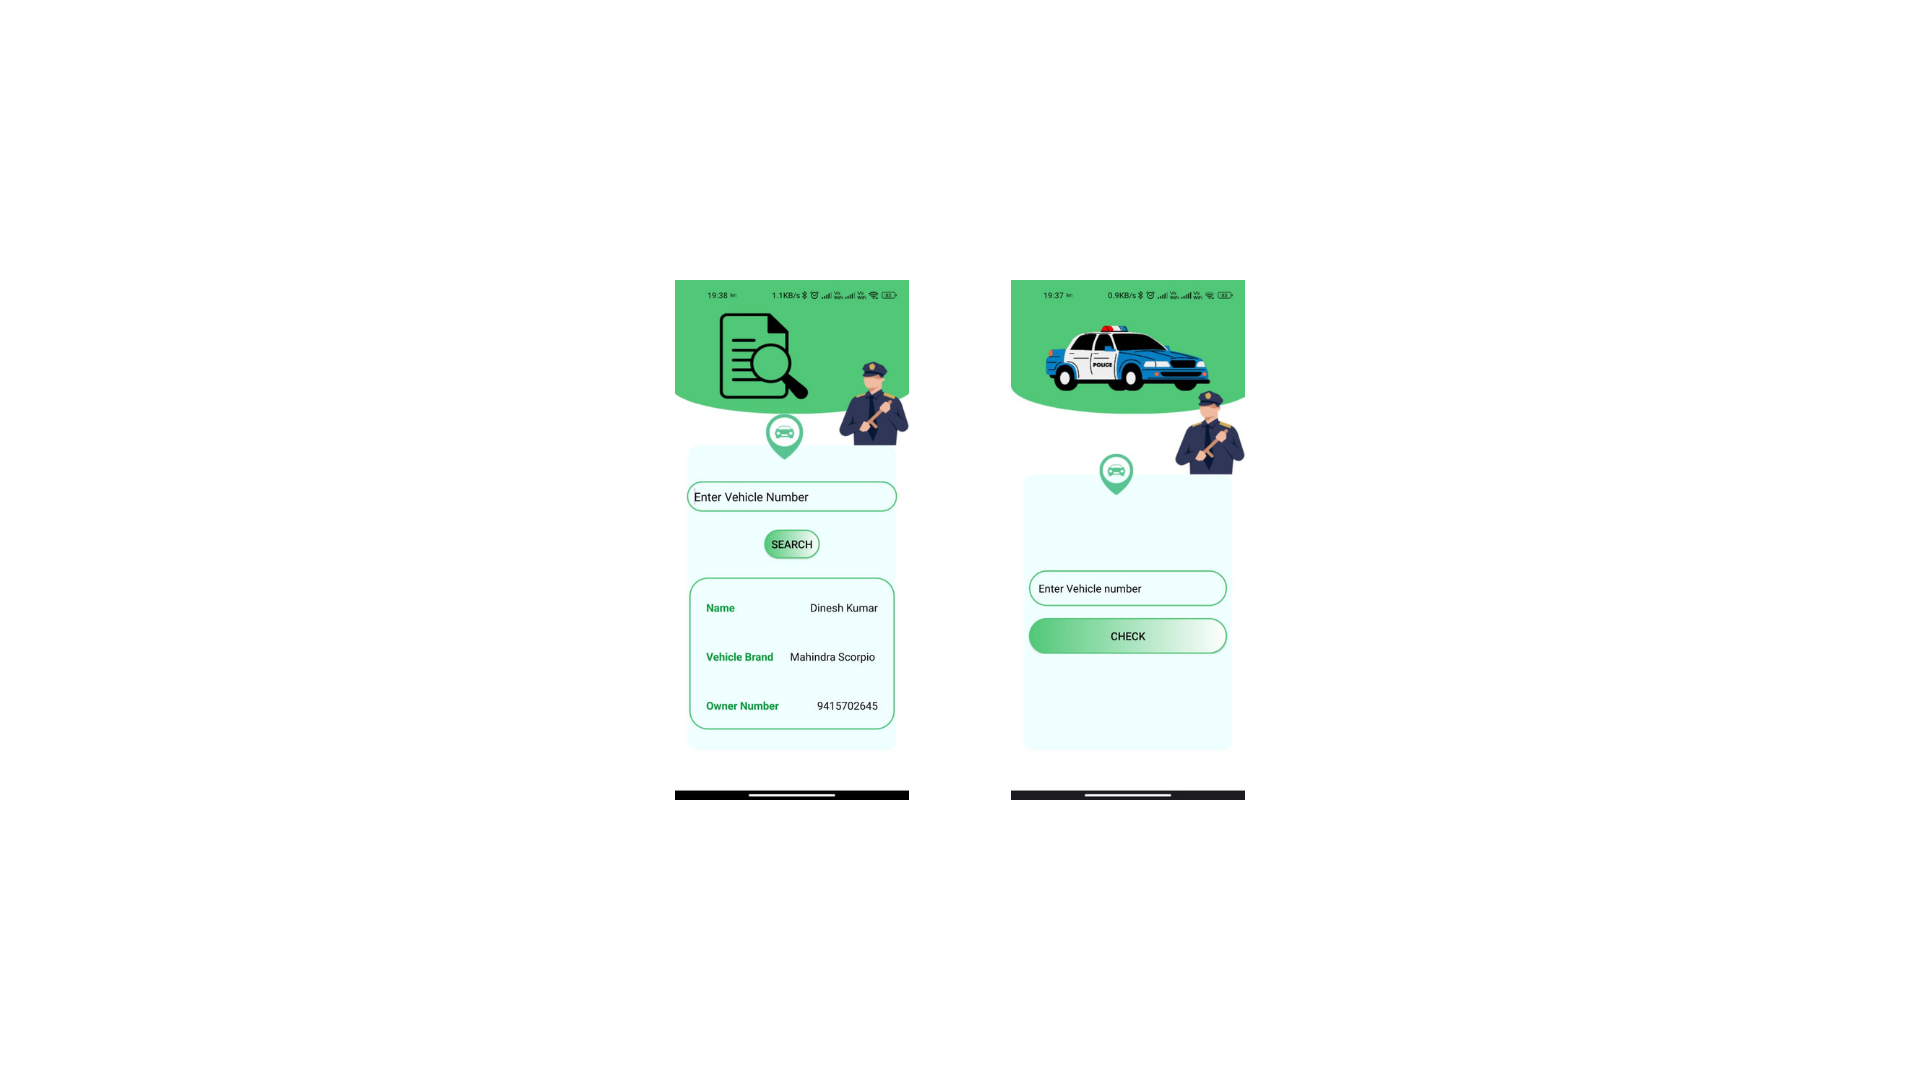 19:38
1.1KB/s
Enter Vehicle Number
SEARCH
Name Dinesh Kumar
Vehicle Brand Mahindra Scorpio
Owner Number 9415702645
19:37
0.9KB/s
POLICE
Enter Vehicle number
CHECK